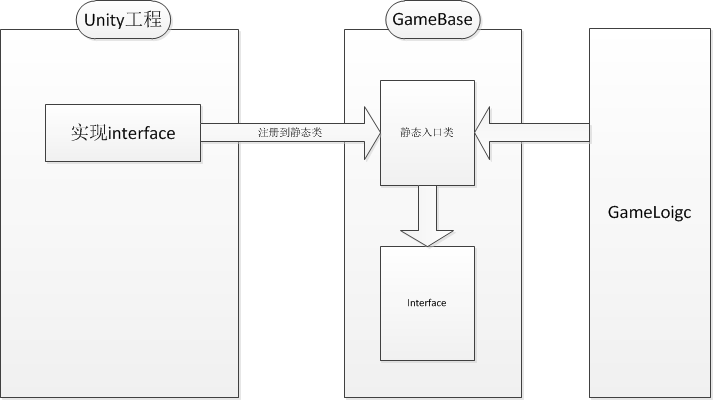 Unity工程
GameBase
实现interface
注册到静态类
静态入口类
GameLoigc
Interface